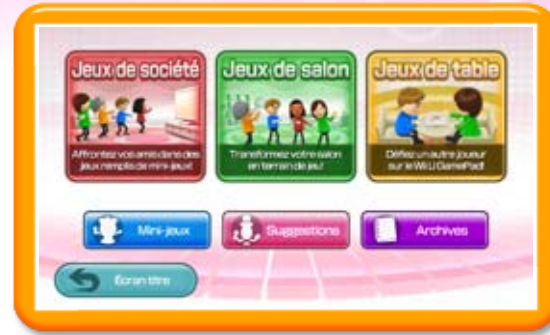 Jeux de société
Jeux de salon
Jeux de table
Affrontez vos amis dans des
jeux remplis de mini-jeux!
Transformez votre salon
en terrain de jeu!
Défiez un autre joueur
sur le Wii U GamePad!
Mini-jeux
Suggestions
Archives
Écran titre